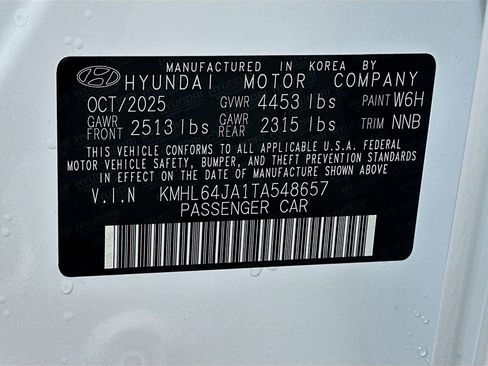 MANUFACTURED IN KOREA BY
HYUNDAI MOTOR COMPANY
OCT/2025 GVWR 4453 lbs PAINT W6H
GAWR FRONT 2513 lbs GAWR REAR 2315 lbs TRIM NNB
THIS VEHICLE CONFORMS TO ALL APPLICABLE U.S.A. FEDERAL
MOTOR VEHICLE SAFETY, BUMPER, AND THEFT PREVENTION STANDARDS
IN EFFECT ON THE DATE OF MANUFACTURE SHOWN ABOVE.
V.I.N KMHL64JA1TA548657
PASSENGER CAR